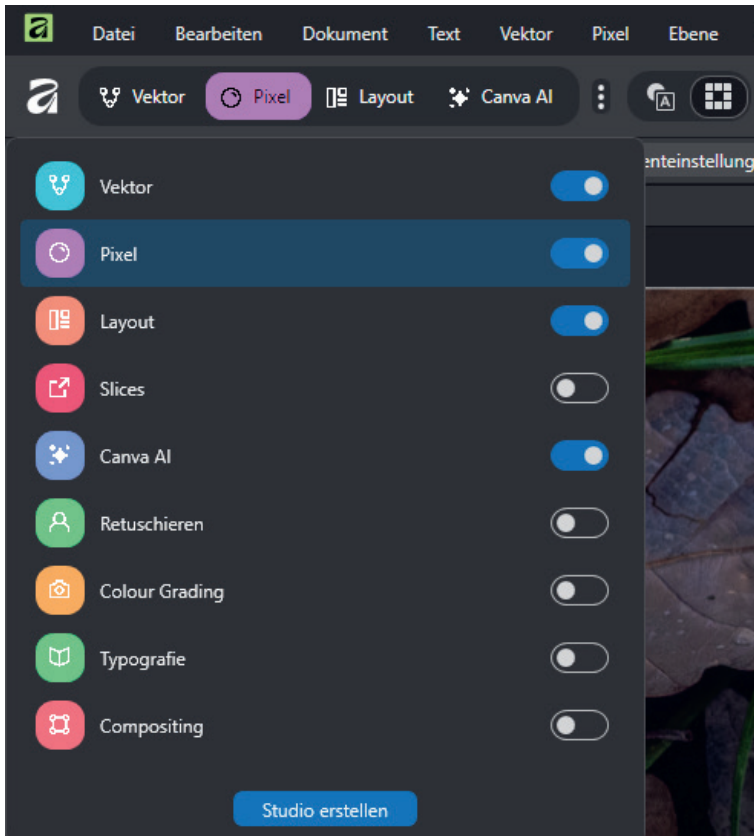 Datei Bearbeiten Dokument Text Vektor Pixel Ebene
Vektor Pixel Layout Canva AI A
enteinstellung
Vektor
Pixel
Layout
Slices
Canva AI
Retuschieren
Colour Grading
Typografie
Compositing
Studio erstellen